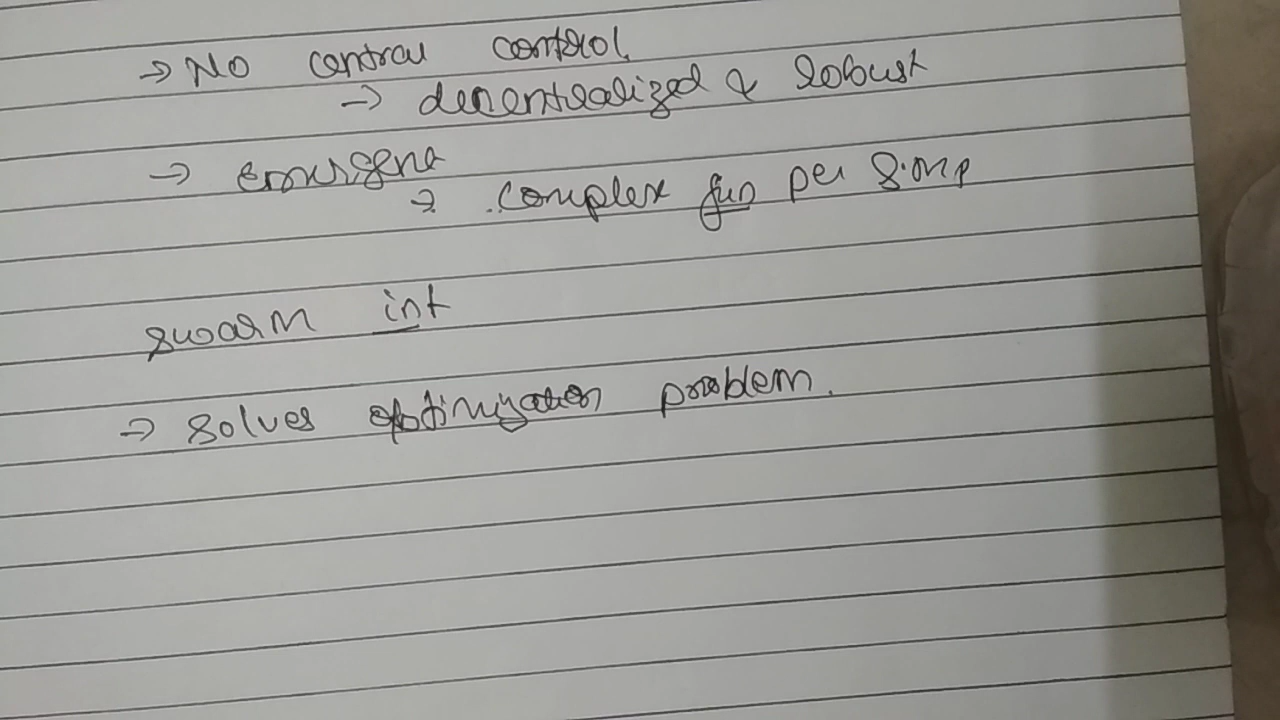 → No central control.
→ decentralized & robust
→ emergence
→ complex fun per simp
swarm int
→ solves optimization problem.